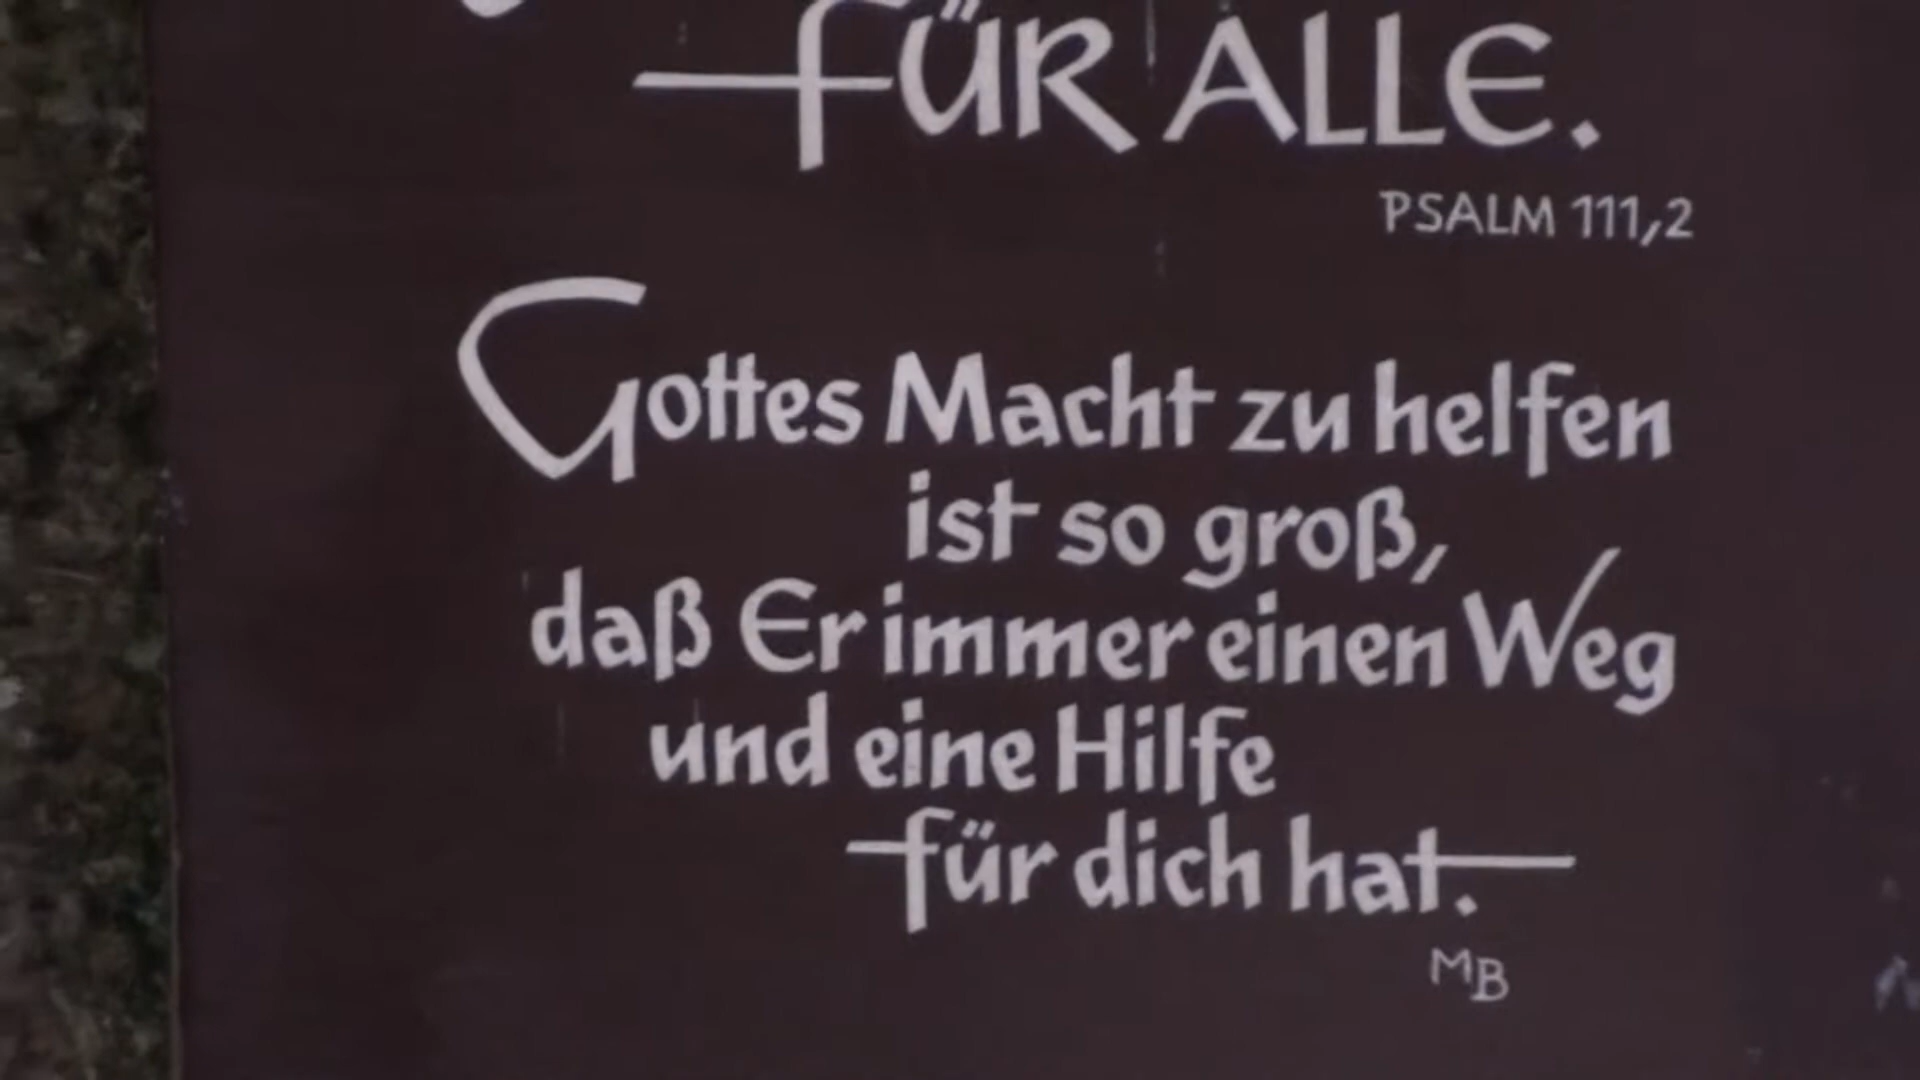 FÜR ALLE.
PSALM 111,2
Gottes Macht zu helfen
ist so groß,
daß Er immer einen Weg
und eine Hilfe
für dich hat.
MB